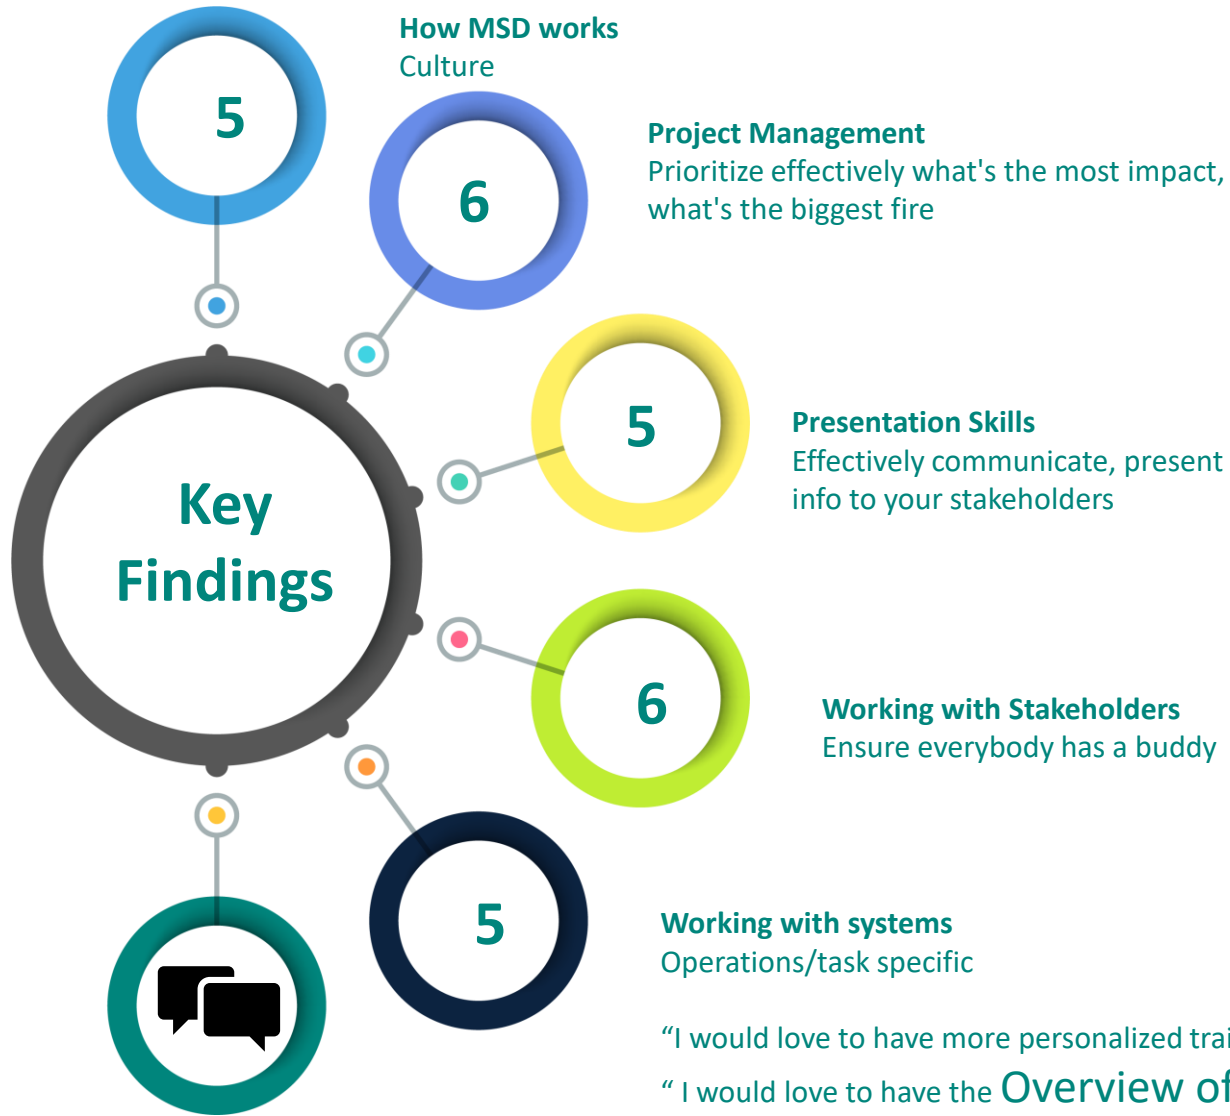 How MSD works
Culture
5
Project Management
Prioritize effectively what's the most impact,
what's the biggest fire
6
Presentation Skills
Effectively communicate, present
info to your stakeholders
5
Key
Findings
Working with Stakeholders
Ensure everybody has a buddy
6
Working with systems
Operations/task specific
5
“I would love to have more personalized trai
“ I would love to have the Overview of